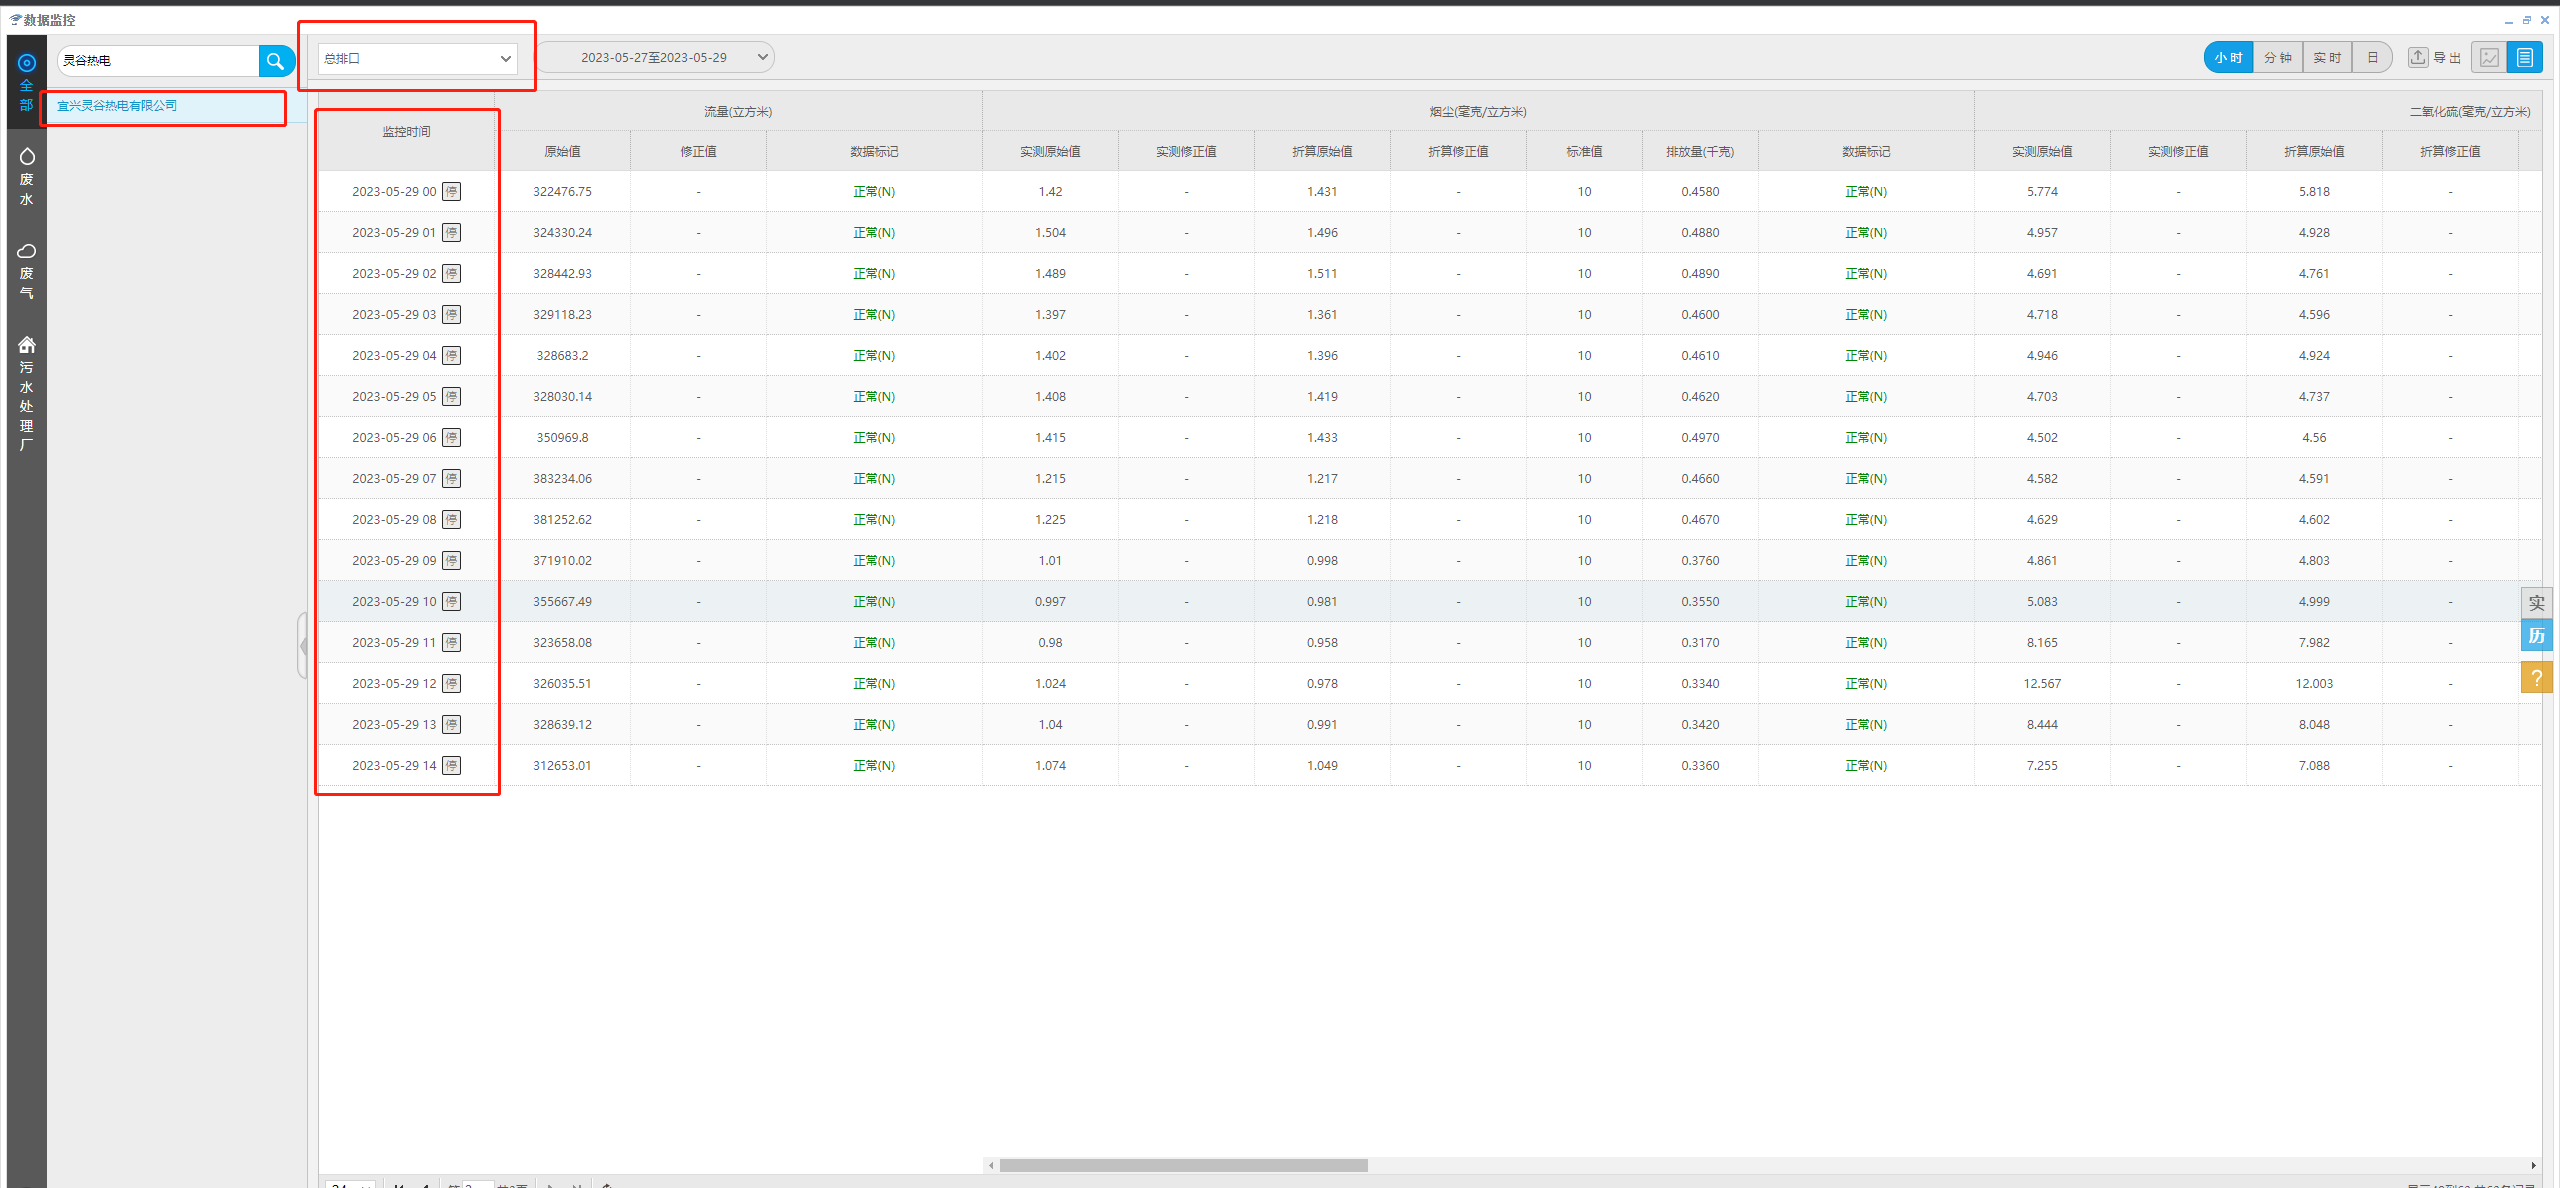 数据监控
灵谷热电
总排口
2023-05-27至2023-05-29
小时 分钟 实时 日 导出
全部
废水
废气
污水处理厂
宜兴灵谷热电有限公司
监控时间 流量(立方米) 烟尘(毫克/立方米) 二氧化硫(毫克/立方米)
原始值 修正值 数据标记 实测原始值 实测修正值 折算原始值 折算修正值 标准值 排放量(千克) 数据标记 实测原始值 实测修正值 折算原始值 折算修正值
2023-05-29 00 停 322476.75 - 正常(N) 1.42 - 1.431 - 10 0.4580 正常(N) 5.774 - 5.818 -
2023-05-29 01 停 324330.24 - 正常(N) 1.504 - 1.496 - 10 0.4880 正常(N) 4.957 - 4.928 -
2023-05-29 02 停 328442.93 - 正常(N) 1.489 - 1.511 - 10 0.4890 正常(N) 4.691 - 4.761 -
2023-05-29 03 停 329118.23 - 正常(N) 1.397 - 1.361 - 10 0.4600 正常(N) 4.718 - 4.596 -
2023-05-29 04 停 328683.2 - 正常(N) 1.402 - 1.396 - 10 0.4610 正常(N) 4.946 - 4.924 -
2023-05-29 05 停 328030.14 - 正常(N) 1.408 - 1.419 - 10 0.4620 正常(N) 4.703 - 4.737 -
2023-05-29 06 停 350969.8 - 正常(N) 1.415 - 1.433 - 10 0.4970 正常(N) 4.502 - 4.56 -
2023-05-29 07 停 383234.06 - 正常(N) 1.215 - 1.217 - 10 0.4660 正常(N) 4.582 - 4.591 -
2023-05-29 08 停 381252.62 - 正常(N) 1.225 - 1.218 - 10 0.4670 正常(N) 4.629 - 4.602 -
2023-05-29 09 停 371910.02 - 正常(N) 1.01 - 0.998 - 10 0.3760 正常(N) 4.861 - 4.803 -
2023-05-29 10 停 355667.49 - 正常(N) 0.997 - 0.981 - 10 0.3550 正常(N) 5.083 - 4.999 -
2023-05-29 11 停 323658.08 - 正常(N) 0.98 - 0.958 - 10 0.3170 正常(N) 8.165 - 7.982 -
2023-05-29 12 停 326035.51 - 正常(N) 1.024 - 0.978 - 10 0.3340 正常(N) 12.567 - 12.003 -
2023-05-29 13 停 328639.12 - 正常(N) 1.04 - 0.991 - 10 0.3420 正常(N) 8.444 - 8.048 -
2023-05-29 14 停 312653.01 - 正常(N) 1.074 - 1.049 - 10 0.3360 正常(N) 7.255 - 7.088 -
实
历
?